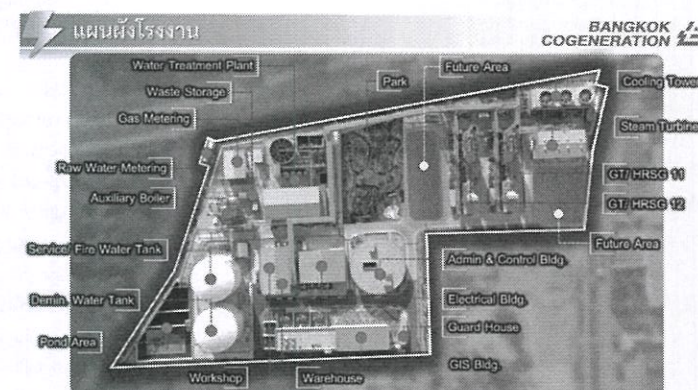 แผนผังโรงงาน
BANGKOK
COGENERATION
Water Treatment Plant
Future Area
Park
Cooling Towe
Waste Storage
Gas Metering
Steam Turbine
Raw Water Metering
GT/ HRSG 11
Auxiliary Boiler
GT/ HRSG 12
Service/ Fire Water Tank
Future Area
Admin & Control Bldg.
Demin. Water Tank
Electrical Bldg.
Pond Area
Guard House
GIS Bldg.
Workshop
Warehouse